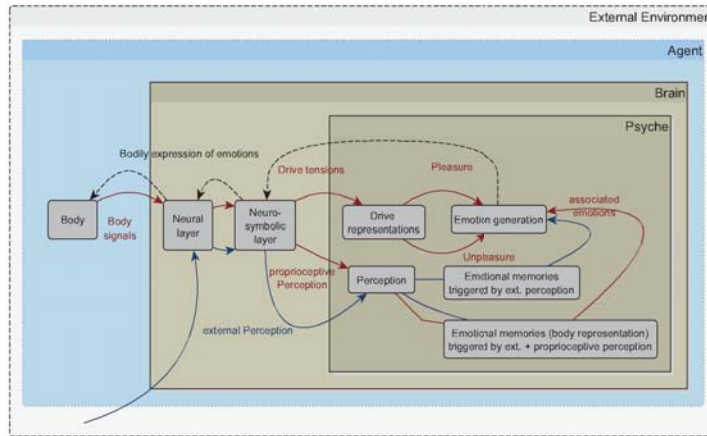 External Environmen
Agent
Brain
Psyche
Bodily expression of emotions
Drive tensions
Pleasure
associated
emotions
Body
Body
signals
Neural
layer
Neuro-
symbolic
layer
Drive
representations
Emotion generation
Unpleasure
proprioceptive
Perception
Perception
Emotional memories
triggered by ext. perception
external Perception
Emotional memories (body representation)
triggered by ext. + proprioceptive perception